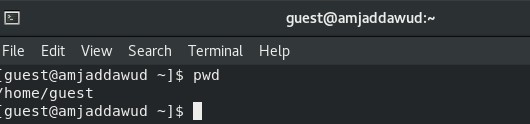 guest@amjaddawud:~
File Edit View Search Terminal Help
[guest@amjaddawud ~]$ pwd
/home/guest
[guest@amjaddawud ~]$